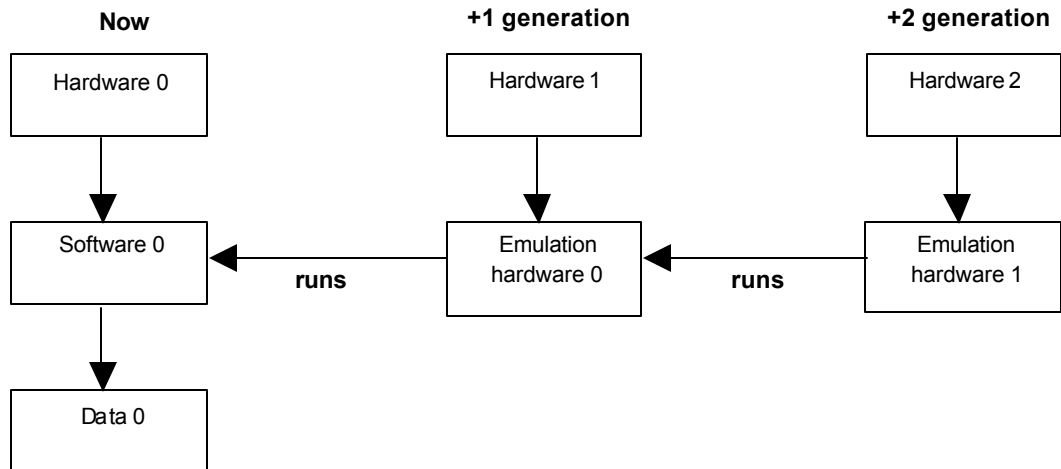 Now
+1 generation
+2 generation
Hardware 0
Hardware 1
Hardware 2
Software 0
Emulation
hardware 0
Emulation
hardware 1
runs
runs
Data 0